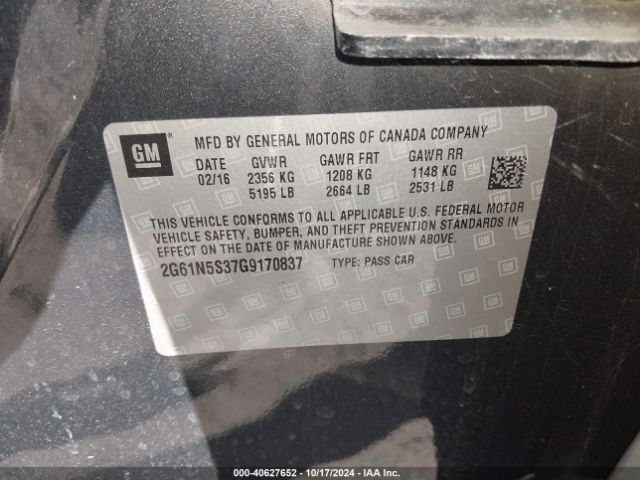 GM ® MFD BY GENERAL MOTORS OF CANADA COMPANY
DATE GVWR GAWR FRT GAWR RR
02/16 2356 KG 1208 KG 1148 KG
5195 LB 2664 LB 2531 LB
THIS VEHICLE CONFORMS TO ALL APPLICABLE U.S. FEDERAL MOTOR
VEHICLE SAFETY, BUMPER, AND THEFT PREVENTION STANDARDS IN
EFFECT ON THE DATE OF MANUFACTURE SHOWN ABOVE.
2G61N5S37G9170837 TYPE: PASS CAR
000-40627652 - 10/17/2024 - IAA Inc.